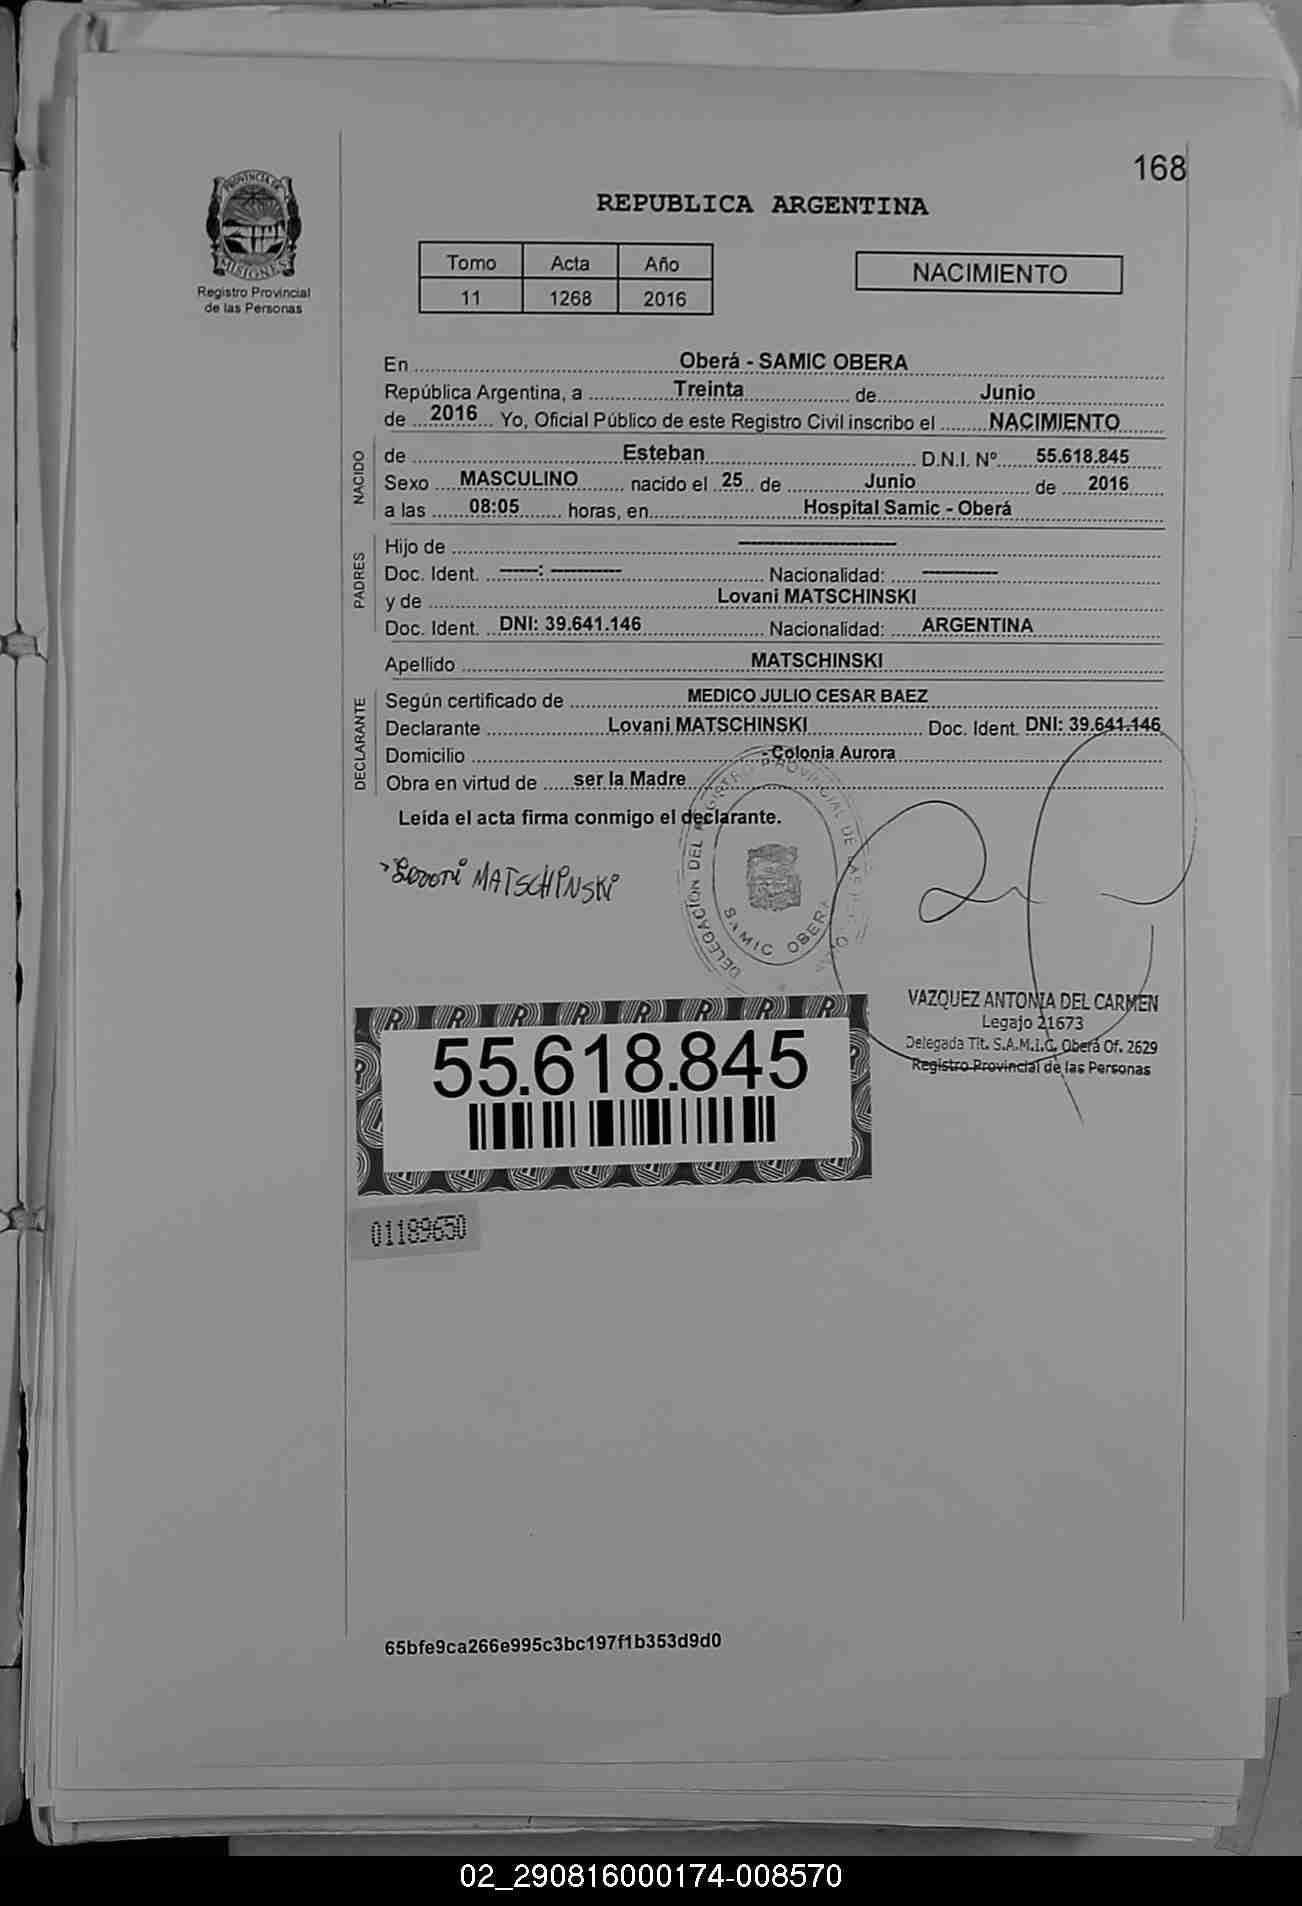 168
PROVINCIA DE
MISIONES
Registro Provincial
de las Personas
REPUBLICA ARGENTINA
Tomo Acta Año
11 1268 2016
NACIMIENTO
En Oberá - SAMIC OBERA
República Argentina, a Treinta de Junio
de 2016 Yo, Oficial Público de este Registro Civil inscribo el NACIMIENTO
NACIDO
de Esteban D.N.I. Nº 55.618.845
Sexo MASCULINO nacido el 25 de Junio de 2016
a las 08:05 horas, en Hospital Samic - Oberá
PADRES
Hijo de ----------
Doc. Ident. -----: ---------- Nacionalidad: ----------
y de Lovani MATSCHINSKI
Doc. Ident. DNI: 39.641.146 Nacionalidad: ARGENTINA
Apellido MATSCHINSKI
DECLARANTE
Según certificado de MEDICO JULIO CESAR BAEZ
Declarante Lovani MATSCHINSKI Doc. Ident. DNI: 39.641.146
Domicilio - Colonia Aurora
Obra en virtud de ser la Madre
Leída el acta firma conmigo el declarante.
MATSCHINSKI
DELEGACION DEL REGISTRO PROVINCIAL DE LAS
SAMIC OBERA
VAZQUEZ ANTONIA DEL CARMEN
Legajo 21673
Delegada Tit. S.A.M.I.C. Oberá Of. 2629
Registro Provincial de las Personas
55.618.845
01189650
65bfe9ca266e995c3bc197f1b353d9d0
02_290816000174-008570